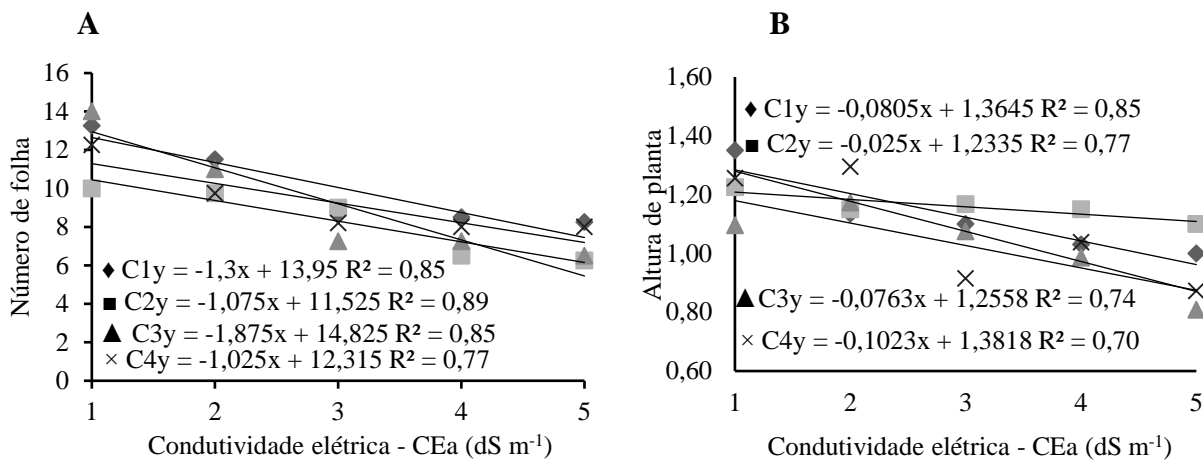 A
Número de folha
16
14
12
10
8
6
4
2
0
C1y = -1,3x + 13,95 R² = 0,85
C2y = -1,075x + 11,525 R² = 0,89
C3y = -1,875x + 14,825 R² = 0,85
C4y = -1,025x + 12,315 R² = 0,77
1 2 3 4 5
Condutividade elétrica - CEa (dS m⁻¹)
B
Altura de planta
1,60
1,40
1,20
1,00
0,80
0,60
C1y = -0,0805x + 1,3645 R² = 0,85
C2y = -0,025x + 1,2335 R² = 0,77
C3y = -0,0763x + 1,2558 R² = 0,74
C4y = -0,1023x + 1,3818 R² = 0,70
1 2 3 4 5
Condutividade elétrica - CEa (dS m⁻¹)